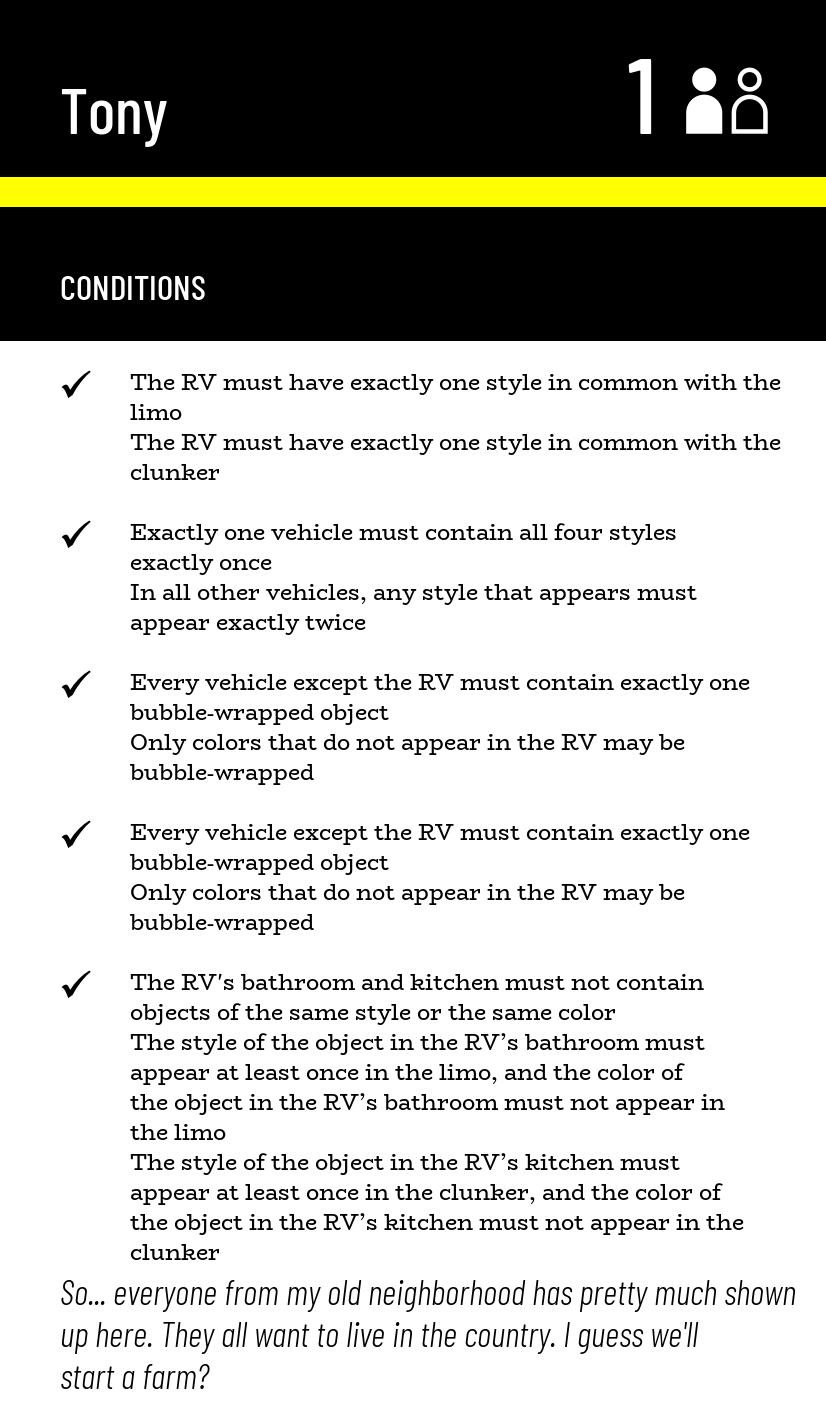 Tony
1
CONDITIONS
The RV must have exactly one style in common with the
limo
The RV must have exactly one style in common with the
clunker
Exactly one vehicle must contain all four styles
exactly once
In all other vehicles, any style that appears must
appear exactly twice
Every vehicle except the RV must contain exactly one
bubble-wrapped object
Only colors that do not appear in the RV may be
bubble-wrapped
Every vehicle except the RV must contain exactly one
bubble-wrapped object
Only colors that do not appear in the RV may be
bubble-wrapped
The RV's bathroom and kitchen must not contain
objects of the same style or the same color
The style of the object in the RV’s bathroom must
appear at least once in the limo, and the color of
the object in the RV’s bathroom must not appear in
the limo
The style of the object in the RV’s kitchen must
appear at least once in the clunker, and the color of
the object in the RV’s kitchen must not appear in the
clunker
So... everyone from my old neighborhood has pretty much shown
up here. They all want to live in the country. I guess we'll
start a farm?